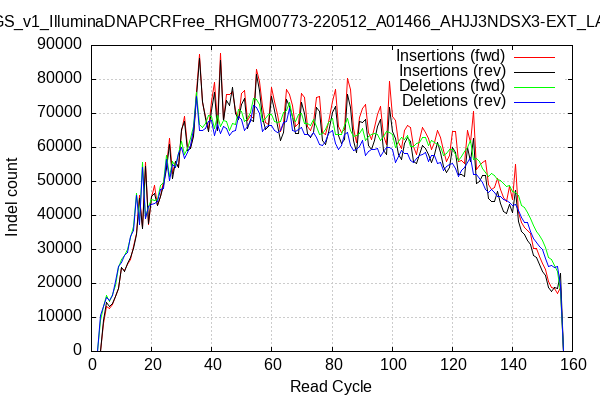 GS_v1_IlluminaDNAPCRFree_RHGM00773-220512_A01466_AHJJ3NDSX3-EXT_LA
90000
80000
70000
60000
50000
40000
30000
20000
10000
0
Indel count
Insertions (fwd)
Insertions (rev)
Deletions (fwd)
Deletions (rev)
0 20 40 60 80 100 120 140 160
Read Cycle